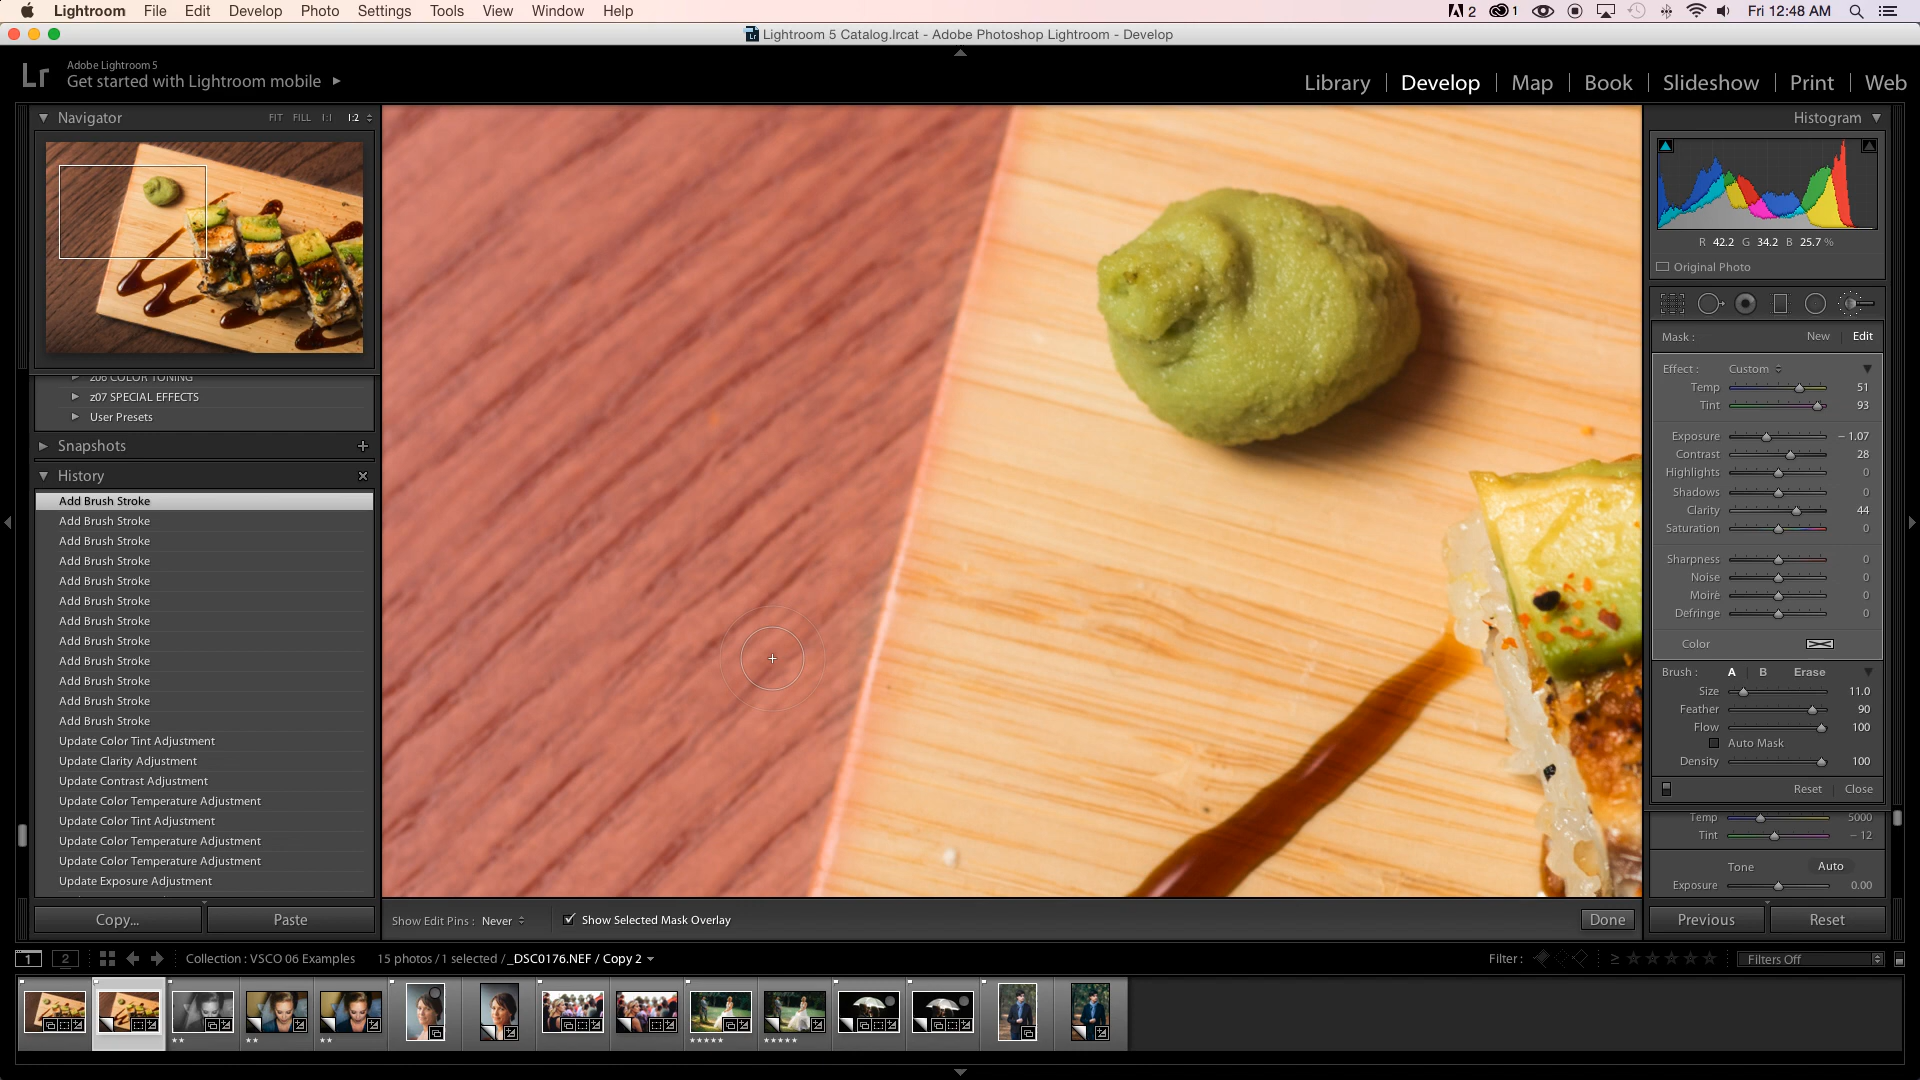 Lightroom File Edit Develop Photo Settings Tools View Window Help
2 1 Fri 12:48 AM
Lightroom 5 Catalog.lrcat - Adobe Photoshop Lightroom - Develop
Lr Adobe Lightroom 5
Get started with Lightroom mobile
Library Develop Map Book Slideshow Print Web
Navigator FIT FILL 1:1 1:2
z06 COLOR TONING
z07 SPECIAL EFFECTS
User Presets
Snapshots
History
Add Brush Stroke
Add Brush Stroke
Add Brush Stroke
Add Brush Stroke
Add Brush Stroke
Add Brush Stroke
Add Brush Stroke
Add Brush Stroke
Add Brush Stroke
Add Brush Stroke
Add Brush Stroke
Add Brush Stroke
Update Color Tint Adjustment
Update Clarity Adjustment
Update Contrast Adjustment
Update Color Temperature Adjustment
Update Color Tint Adjustment
Update Color Temperature Adjustment
Update Color Temperature Adjustment
Update Exposure Adjustment
Copy... Paste
Show Edit Pins : Never Show Selected Mask Overlay Done
Histogram
R 42.2 G 34.2 B 25.7 %
Original Photo
Mask : New Edit
Effect : Custom
Temp 51
Tint 93
Exposure - 1.07
Contrast 28
Highlights 0
Shadows 0
Clarity 44
Saturation 0
Sharpness 0
Noise 0
Moiré 0
Defringe 0
Color
Brush : A B Erase
Size 11.0
Feather 90
Flow 100
Auto Mask
Density 100
Reset Close
Temp 5000
Tint - 12
Tone Auto
Exposure 0.00
Previous Reset
1 2 Collection : VSCO 06 Examples 15 photos / 1 selected / _DSC0176.NEF / Copy 2 Filter : ≥ Filters Off